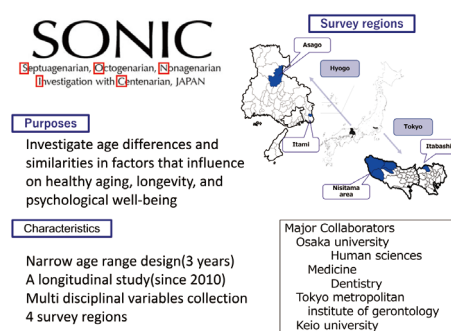 SONIC
Septuagenarian, Octogenarian, Nonagenarian
Investigation with Centenarian, JAPAN
Purposes
Investigate age differences and
similarities in factors that influence
on healthy aging, longevity, and
psychological well-being
Characteristics
Narrow age range design(3 years)
A longitudinal study(since 2010)
Multi disciplinal variables collection
4 survey regions
Survey regions
Asago
Hyogo
Itami
Tokyo
Itabashi
Nisitama
area
Major Collaborators
Osaka university
Human sciences
Medicine
Dentistry
Tokyo metropolitan
institute of gerontology
Keio university